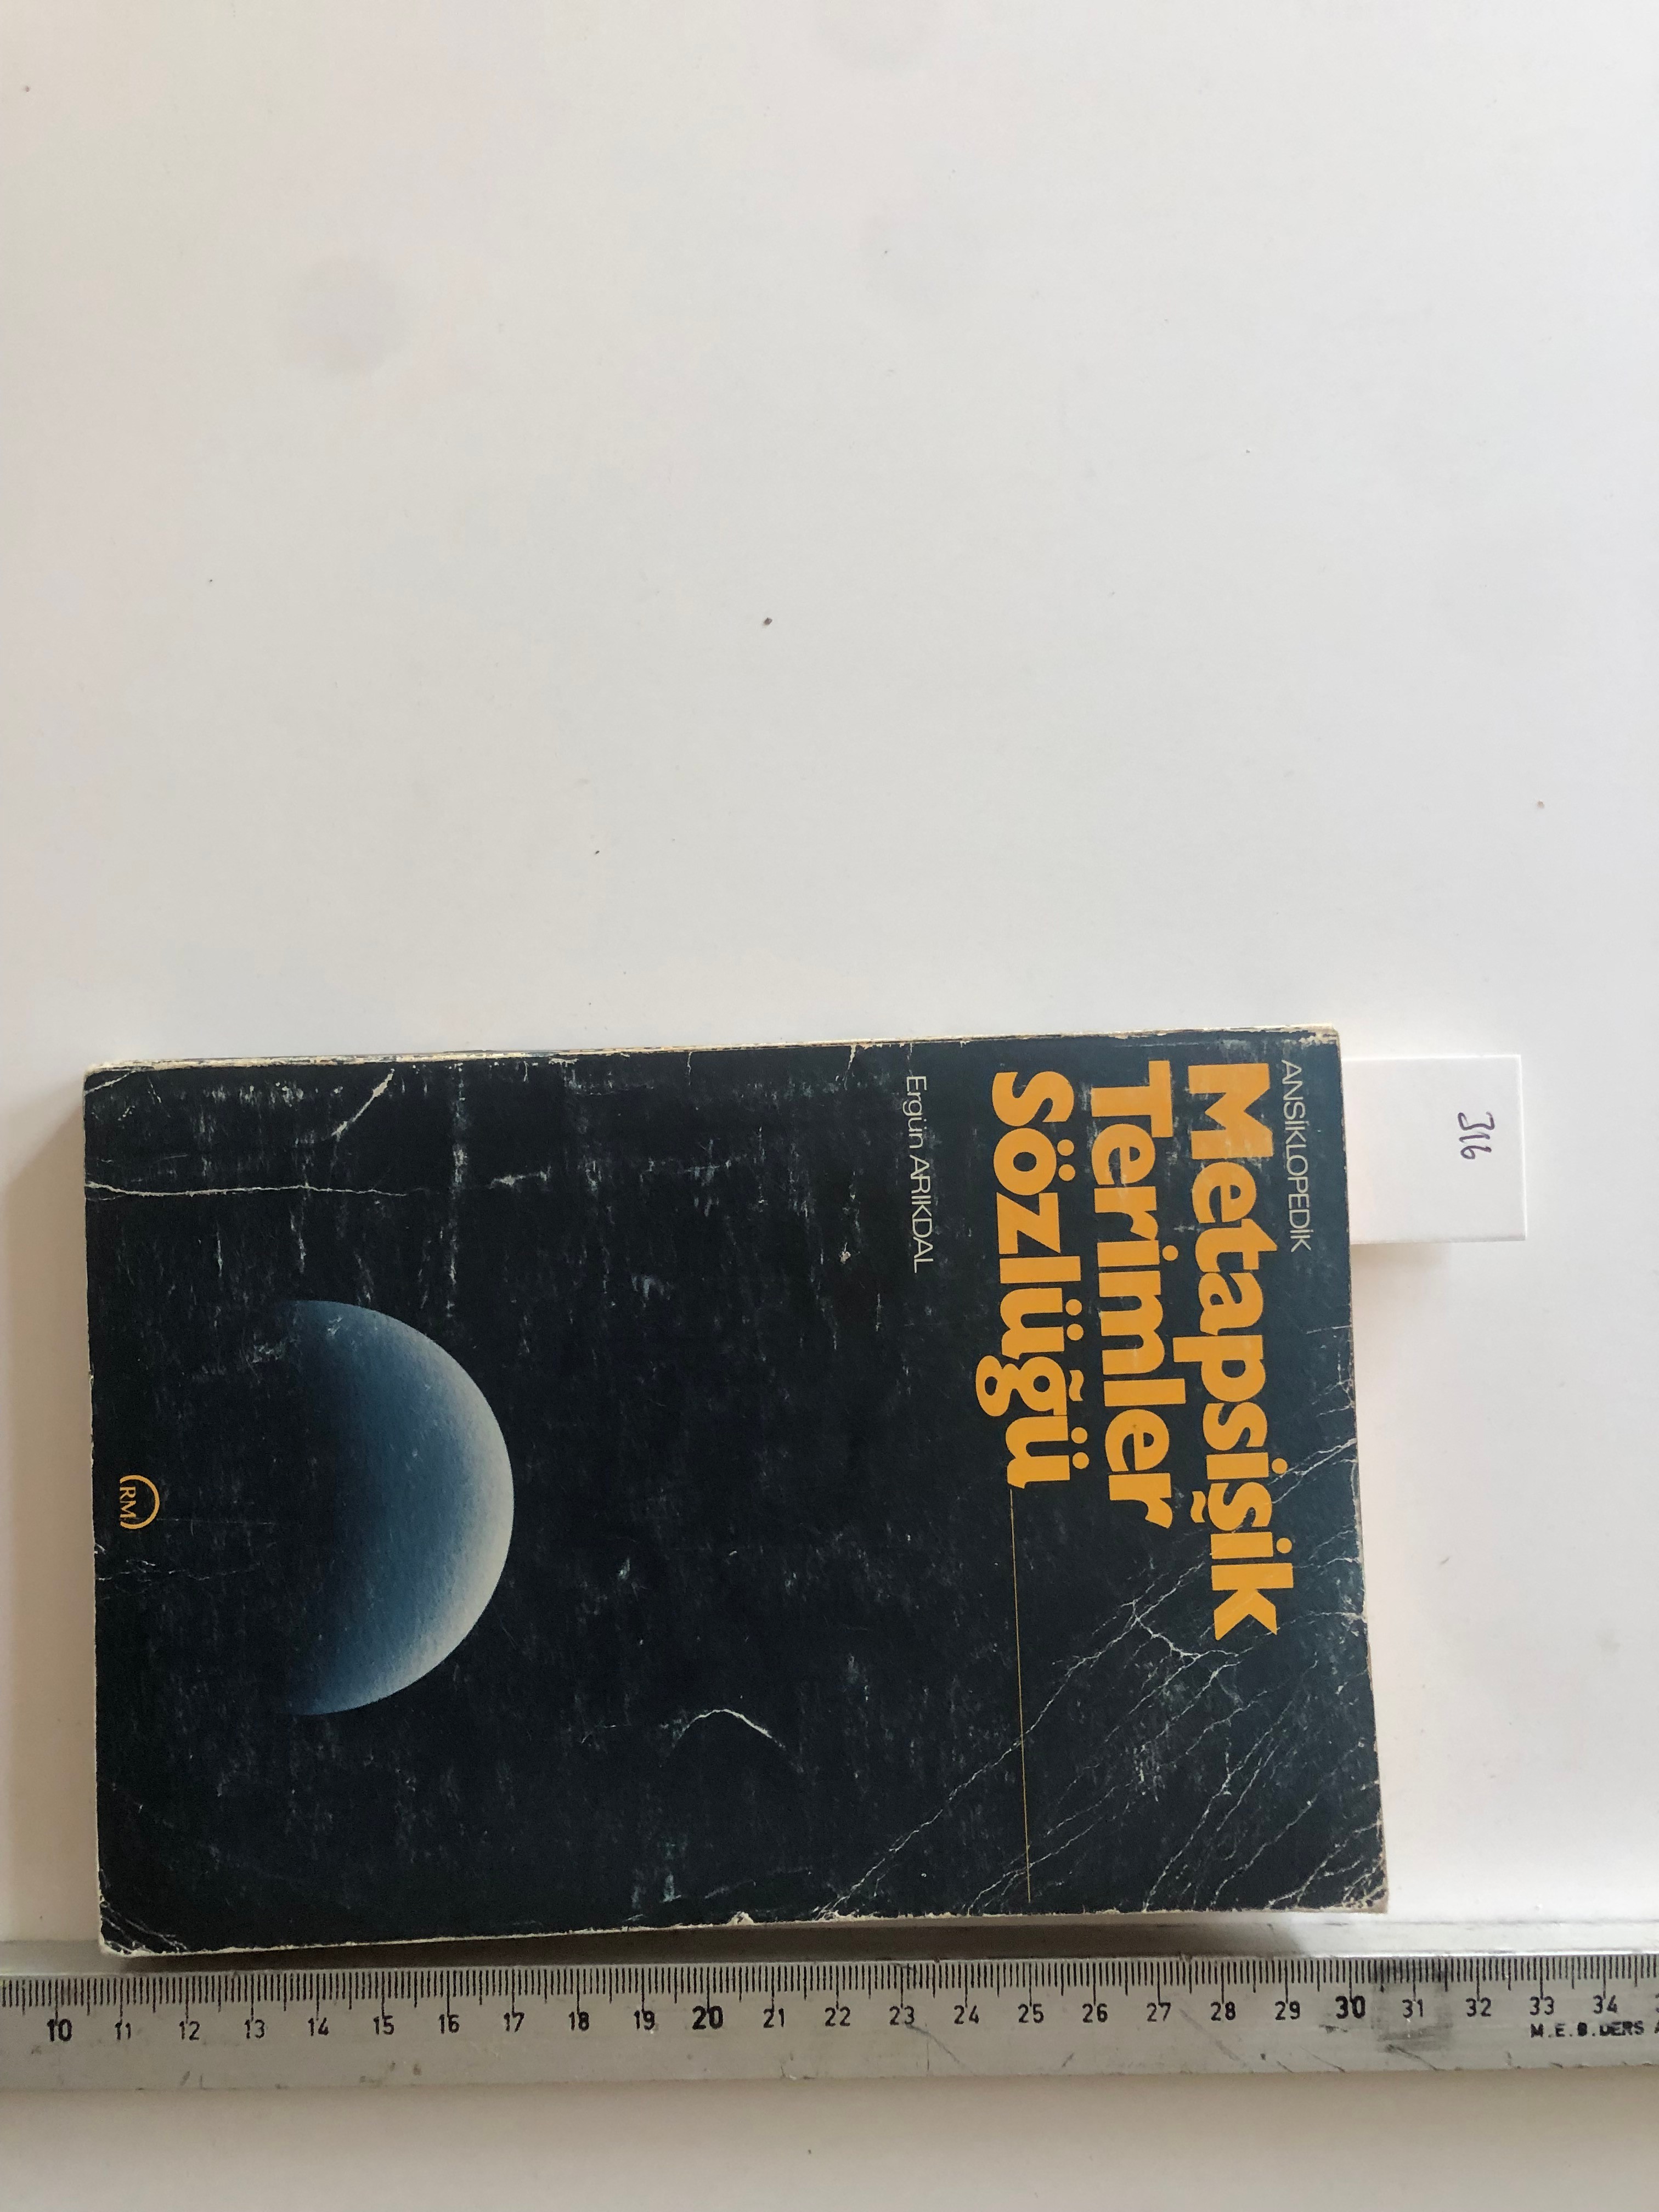 316
ANSİKLOPEDİK
Metapsişik
Terimler
Sözlüğü
Ergün ARIKDAL
RM
10 11 12 13 14 15 16 17 18 19 20 21 22 23 24 25 26 27 28 29 30 31 32 33 34
M.E.B.DERS A